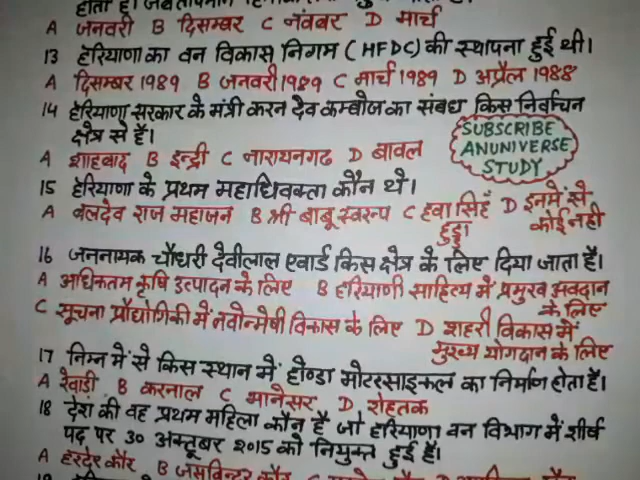 A जनवरी B दिसम्बर C नवंबर D मार्च
13 हरियाणा का वन विकास निगम (HFDC) की स्थापना हुई थी।
A दिसम्बर 1989 B जनवरी 1989 C मार्च 1989 D अप्रैल 1988
14 हरियाणा सरकार के मंत्री करन देव कम्बोज का संबध किस निर्वाचन
क्षेत्र से है।
A शाहबाद B इन्द्री C नारायनगढ D बावल
SUBSCRIBE
ANUNIVERSE
STUDY
15 हरियाणा के प्रथम महाधिवक्ता कौन थे।
A बलदेव राज महाजन B श्री बाबू स्वरूप C हवा सिहँ D इनमें से
हुड्डा कोई नही
16 जननायक चौधरी देवीलाल एवार्ड किस क्षेत्र के लिए दिया जाता है।
A अधिकतम कृषि उत्पादन के लिए B हरियाणी साहित्य में प्रमुख अवदान
के लिए
C सूचना प्रौद्योगिकी में नवोन्मेषी विकास के लिए D शहरी विकास में
मुख्य योगदान के लिए
17 निम्न में से किस स्थान में होण्डा मोटरसाइकल का निर्माण होता है।
A रेवाड़ी B करनाल C मानेसर D रोहतक
18 देश की वह प्रथम महिला कौन है जो हरियाणा वन विभाग में शीर्ष
पद पर 30 अक्तूबर 2015 को नियुक्त हुई है।
A हरदेर कौर B जसविन्टर कौर C